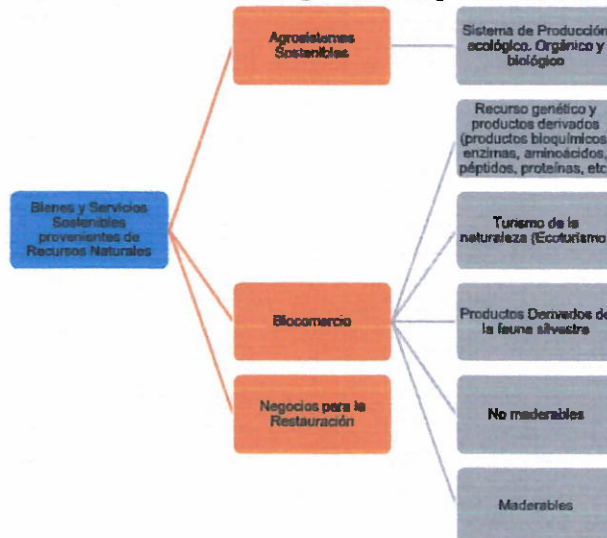 Bienes y Servicios
Sostenibles
provenientes de
Recursos Naturales
Agrosistemas
Sostenibles
Sistema de Producción
ecológico. Orgánico y
biológico
Biocomercio
Recurso genético y
productos derivados
(productos bioquímicos
enzimas, aminoácidos,
péptidos, proteínas, etc
Turismo de la
naturaleza (Ecoturismo
Productos Derivados de
la fauna silvestre
No maderables
Maderables
Negocios para la
Restauración